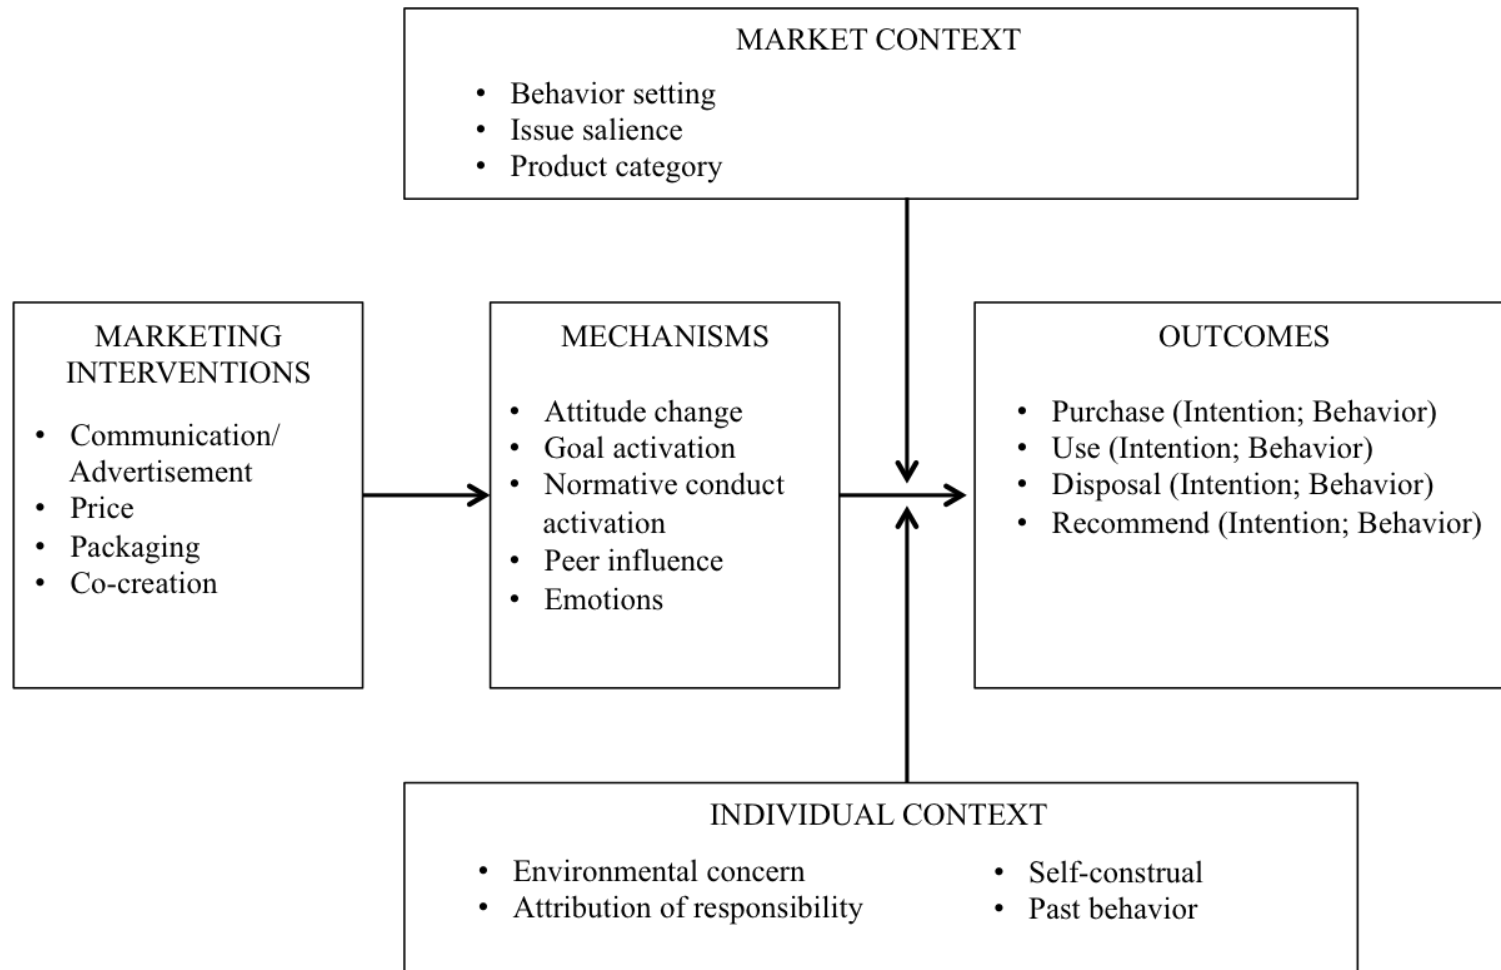 MARKET CONTEXT
• Behavior setting
• Issue salience
• Product category
MARKETING
INTERVENTIONS
• Communication/
Advertisement
• Price
• Packaging
• Co-creation
MECHANISMS
• Attitude change
• Goal activation
• Normative conduct
activation
• Peer influence
• Emotions
OUTCOMES
• Purchase (Intention; Behavior)
• Use (Intention; Behavior)
• Disposal (Intention; Behavior)
• Recommend (Intention; Behavior)
INDIVIDUAL CONTEXT
• Environmental concern
• Attribution of responsibility
• Self-construal
• Past behavior